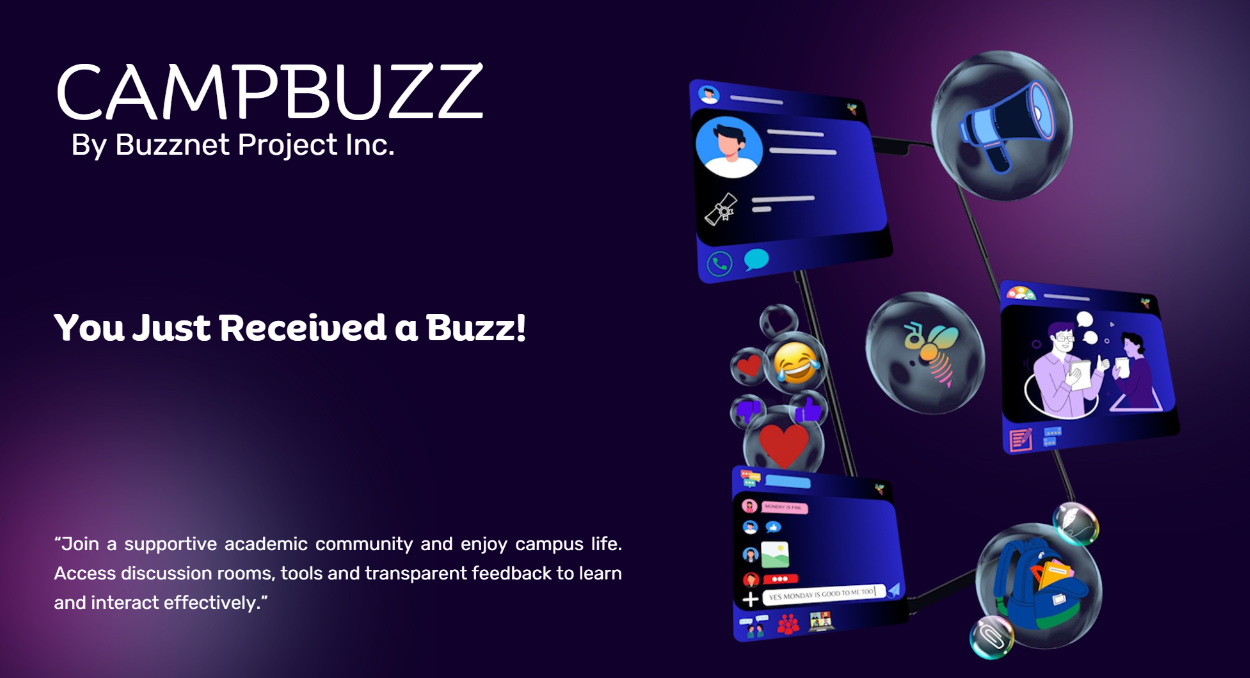 CAMPBUZZ
By Buzznet Project Inc.
You Just Received a Buzz!
“Join a supportive academic community and enjoy campus life.
Access discussion rooms, tools and transparent feedback to learn
and interact effectively.”
MONDAY IS FINE
YES MONDAY IS GOOD TO ME TOO